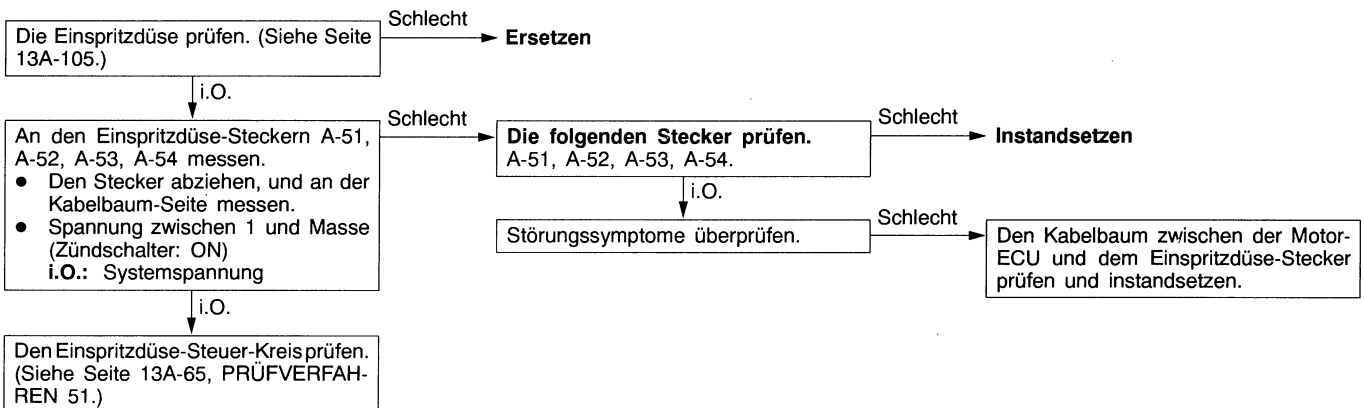 Die Einspritzdüse prüfen. (Siehe Seite
13A-105.)
Schlecht
Ersetzen
i.O.
An den Einspritzdüse-Steckern A-51,
A-52, A-53, A-54 messen.
● Den Stecker abziehen, und an der
Kabelbaum-Seite messen.
● Spannung zwischen 1 und Masse
(Zündschalter: ON)
i.O.: Systemspannung
Schlecht
Die folgenden Stecker prüfen.
A-51, A-52, A-53, A-54.
Schlecht
Instandsetzen
i.O.
Störungssymptome überprüfen.
Schlecht
Den Kabelbaum zwischen der Motor-
ECU und dem Einspritzdüse-Stecker
prüfen und instandsetzen.
i.O.
Den Einspritzdüse-Steuer-Kreis prüfen.
(Siehe Seite 13A-65, PRÜFVERFAH-
REN 51.)